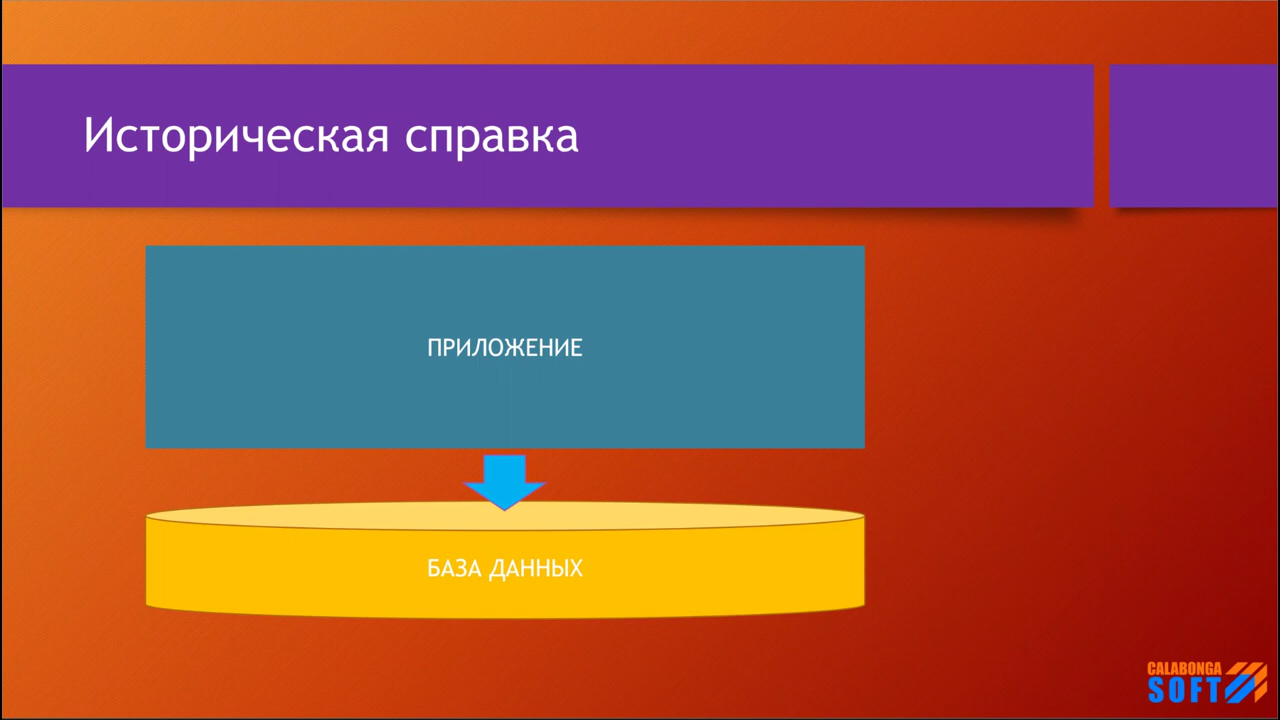 Историческая справка
ПРИЛОЖЕНИЕ
БАЗА ДАННЫХ
CALABONGA
SOFT